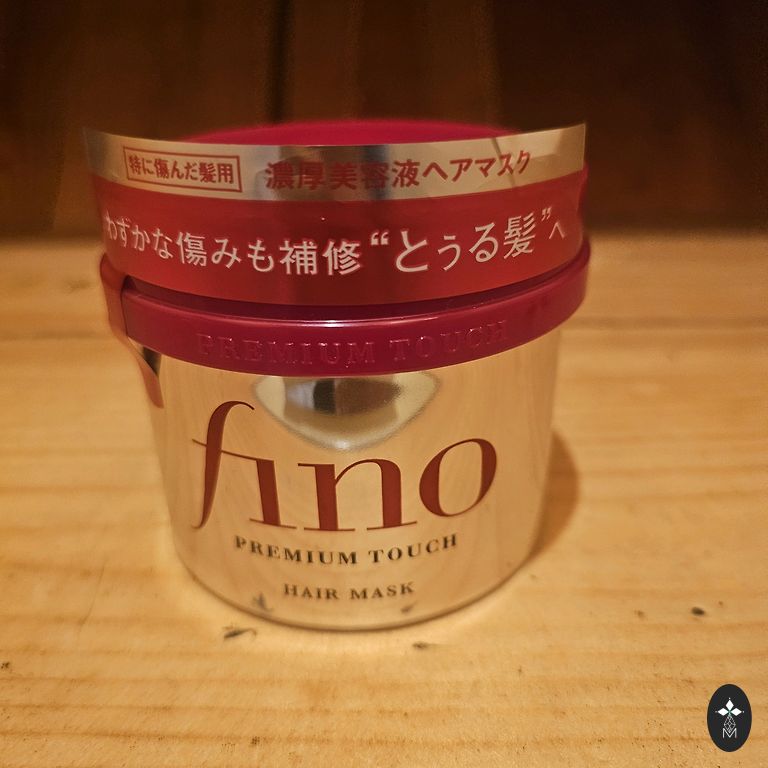 特に傷んだ髪用 濃厚美容液ヘアマスク
わずかな傷みも補修“とぅる髪”へ
PREMIUM TOUCH
fino
PREMIUM TOUCH
HAIR MASK
M